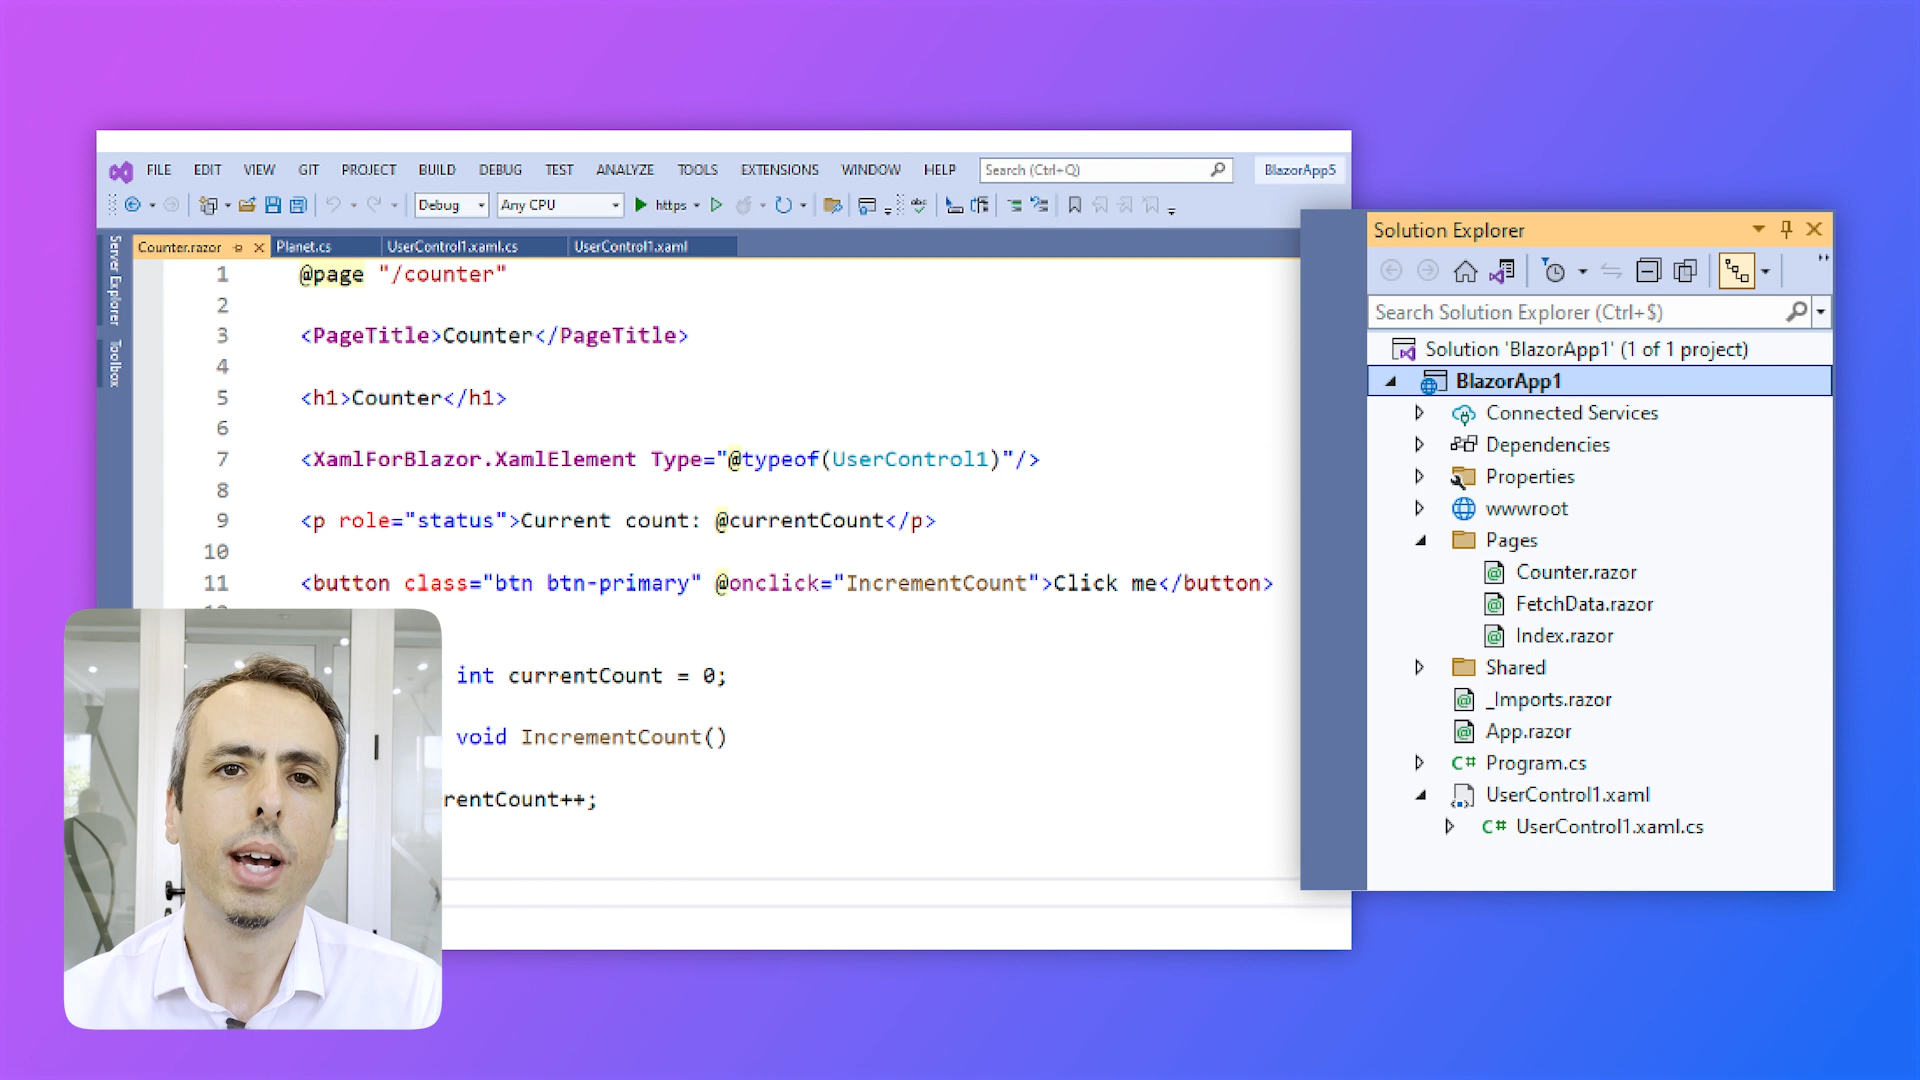 FILE EDIT VIEW GIT PROJECT BUILD DEBUG TEST ANALYZE TOOLS EXTENSIONS WINDOW HELP Search (Ctrl+Q) BlazorApp5
Debug Any CPU https
Server Explorer
Toolbox
Counter.razor Planet.cs UserControl1.xaml.cs UserControl1.xaml
1 @page "/counter"
2
3 <PageTitle>Counter</PageTitle>
4
5 <h1>Counter</h1>
6
7 <XamlForBlazor.XamlElement Type="@typeof(UserControl1)"/>
8
9 <p role="status">Current count: @currentCount</p>
10
11 <button class="btn btn-primary" @onclick="IncrementCount">Click me</button>
int currentCount = 0;
void IncrementCount()
rentCount++;
Solution Explorer
Search Solution Explorer (Ctrl+$)
Solution 'BlazorApp1' (1 of 1 project)
BlazorApp1
Connected Services
Dependencies
Properties
wwwroot
Pages
Counter.razor
FetchData.razor
Index.razor
Shared
_Imports.razor
App.razor
C# Program.cs
UserControl1.xaml
C# UserControl1.xaml.cs